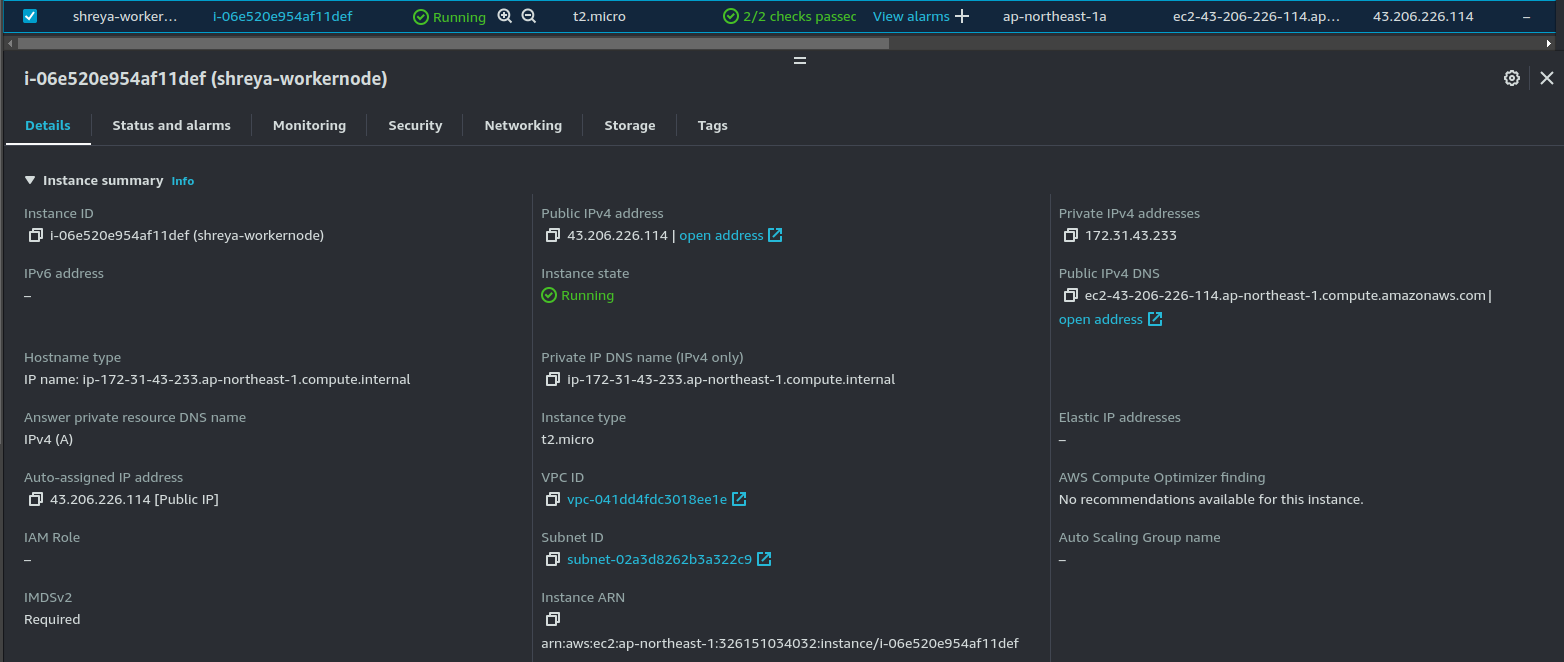 shreya-worker… i-06e520e954af11def Running t2.micro 2/2 checks passec View alarms ap-northeast-1a ec2-43-206-226-114.ap… 43.206.226.114 –
i-06e520e954af11def (shreya-workernode)
Details Status and alarms Monitoring Security Networking Storage Tags
Instance summary Info
Instance ID
i-06e520e954af11def (shreya-workernode)
Public IPv4 address
43.206.226.114 | open address
Private IPv4 addresses
172.31.43.233
IPv6 address
–
Instance state
Running
Public IPv4 DNS
ec2-43-206-226-114.ap-northeast-1.compute.amazonaws.com |
open address
Hostname type
IP name: ip-172-31-43-233.ap-northeast-1.compute.internal
Private IP DNS name (IPv4 only)
ip-172-31-43-233.ap-northeast-1.compute.internal
Answer private resource DNS name
IPv4 (A)
Instance type
t2.micro
Elastic IP addresses
–
Auto-assigned IP address
43.206.226.114 [Public IP]
VPC ID
vpc-041dd4fdc3018ee1e
AWS Compute Optimizer finding
No recommendations available for this instance.
IAM Role
–
Subnet ID
subnet-02a3d8262b3a322c9
Auto Scaling Group name
–
IMDSv2
Required
Instance ARN
arn:aws:ec2:ap-northeast-1:326151034032:instance/i-06e520e954af11def